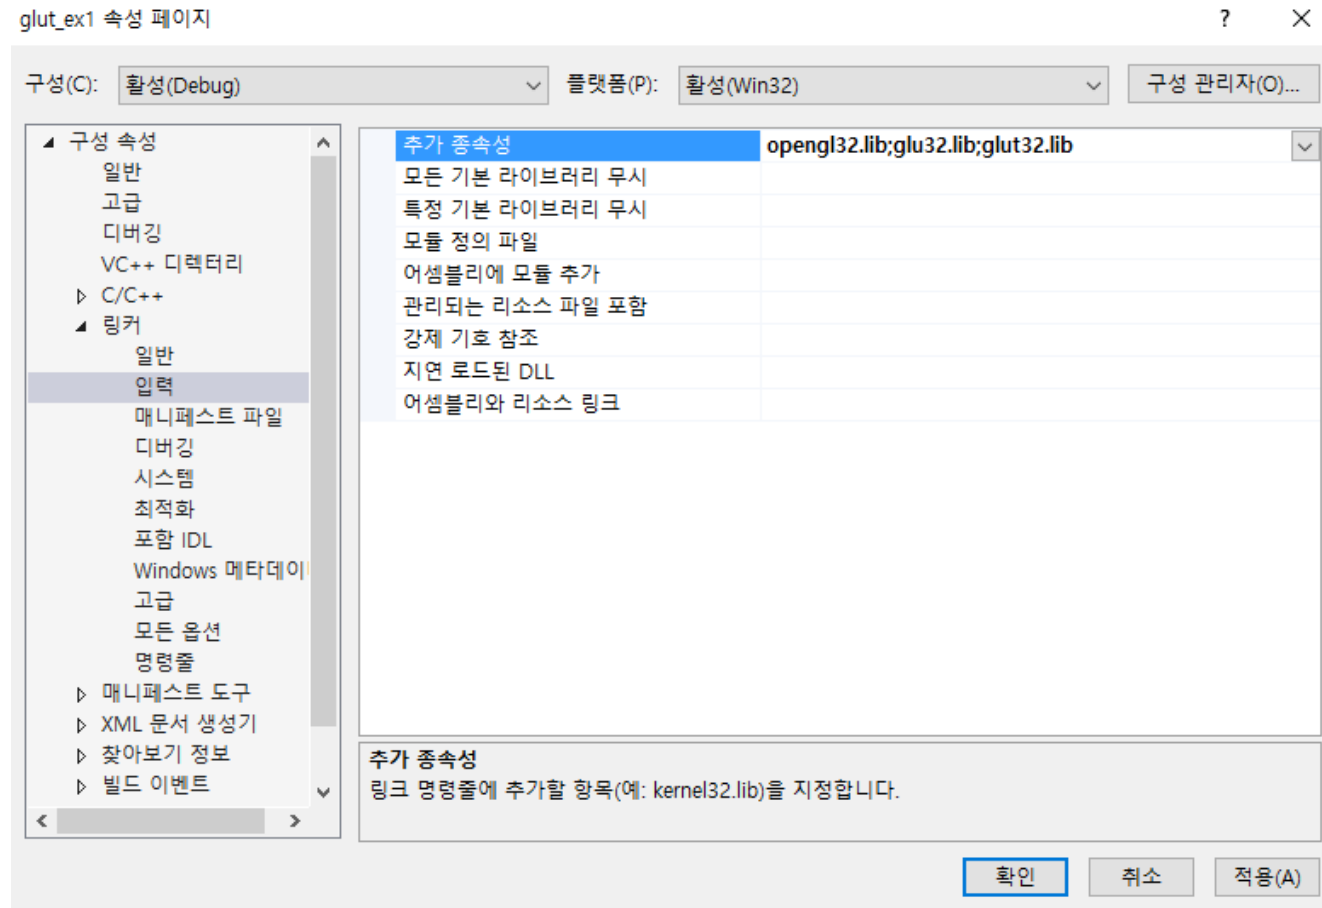 glut_ex1 속성 페이지
?
구성(C):
활성(Debug)
플랫폼(P):
활성(Win32)
구성 관리자(O)...
구성 속성
일반
고급
디버깅
VC++ 디렉터리
C/C++
링커
일반
입력
매니페스트 파일
디버깅
시스템
최적화
포함 IDL
Windows 메타데이
고급
모든 옵션
명령줄
매니페스트 도구
XML 문서 생성기
찾아보기 정보
빌드 이벤트
추가 종속성 opengl32.lib;glu32.lib;glut32.lib
모든 기본 라이브러리 무시
특정 기본 라이브러리 무시
모듈 정의 파일
어셈블리에 모듈 추가
관리되는 리소스 파일 포함
강제 기호 참조
지연 로드된 DLL
어셈블리와 리소스 링크
추가 종속성
링크 명령줄에 추가할 항목(예: kernel32.lib)을 지정합니다.
확인
취소
적용(A)